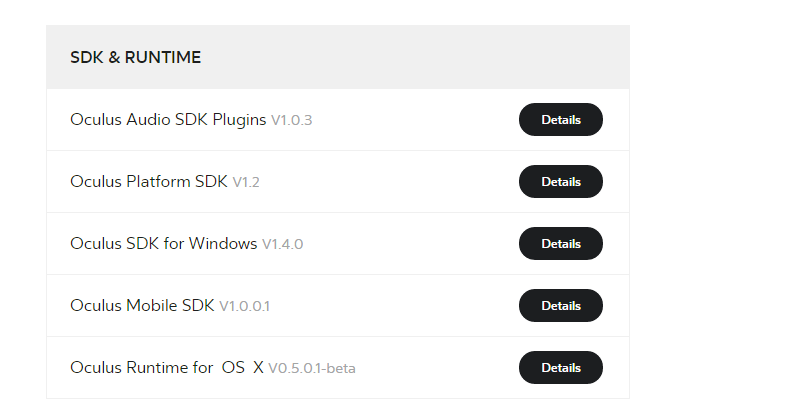 SDK & RUNTIME
Oculus Audio SDK Plugins V1.0.3 Details
Oculus Platform SDK V1.2 Details
Oculus SDK for Windows V1.4.0 Details
Oculus Mobile SDK V1.0.0.1 Details
Oculus Runtime for OS X V0.5.0.1-beta Details